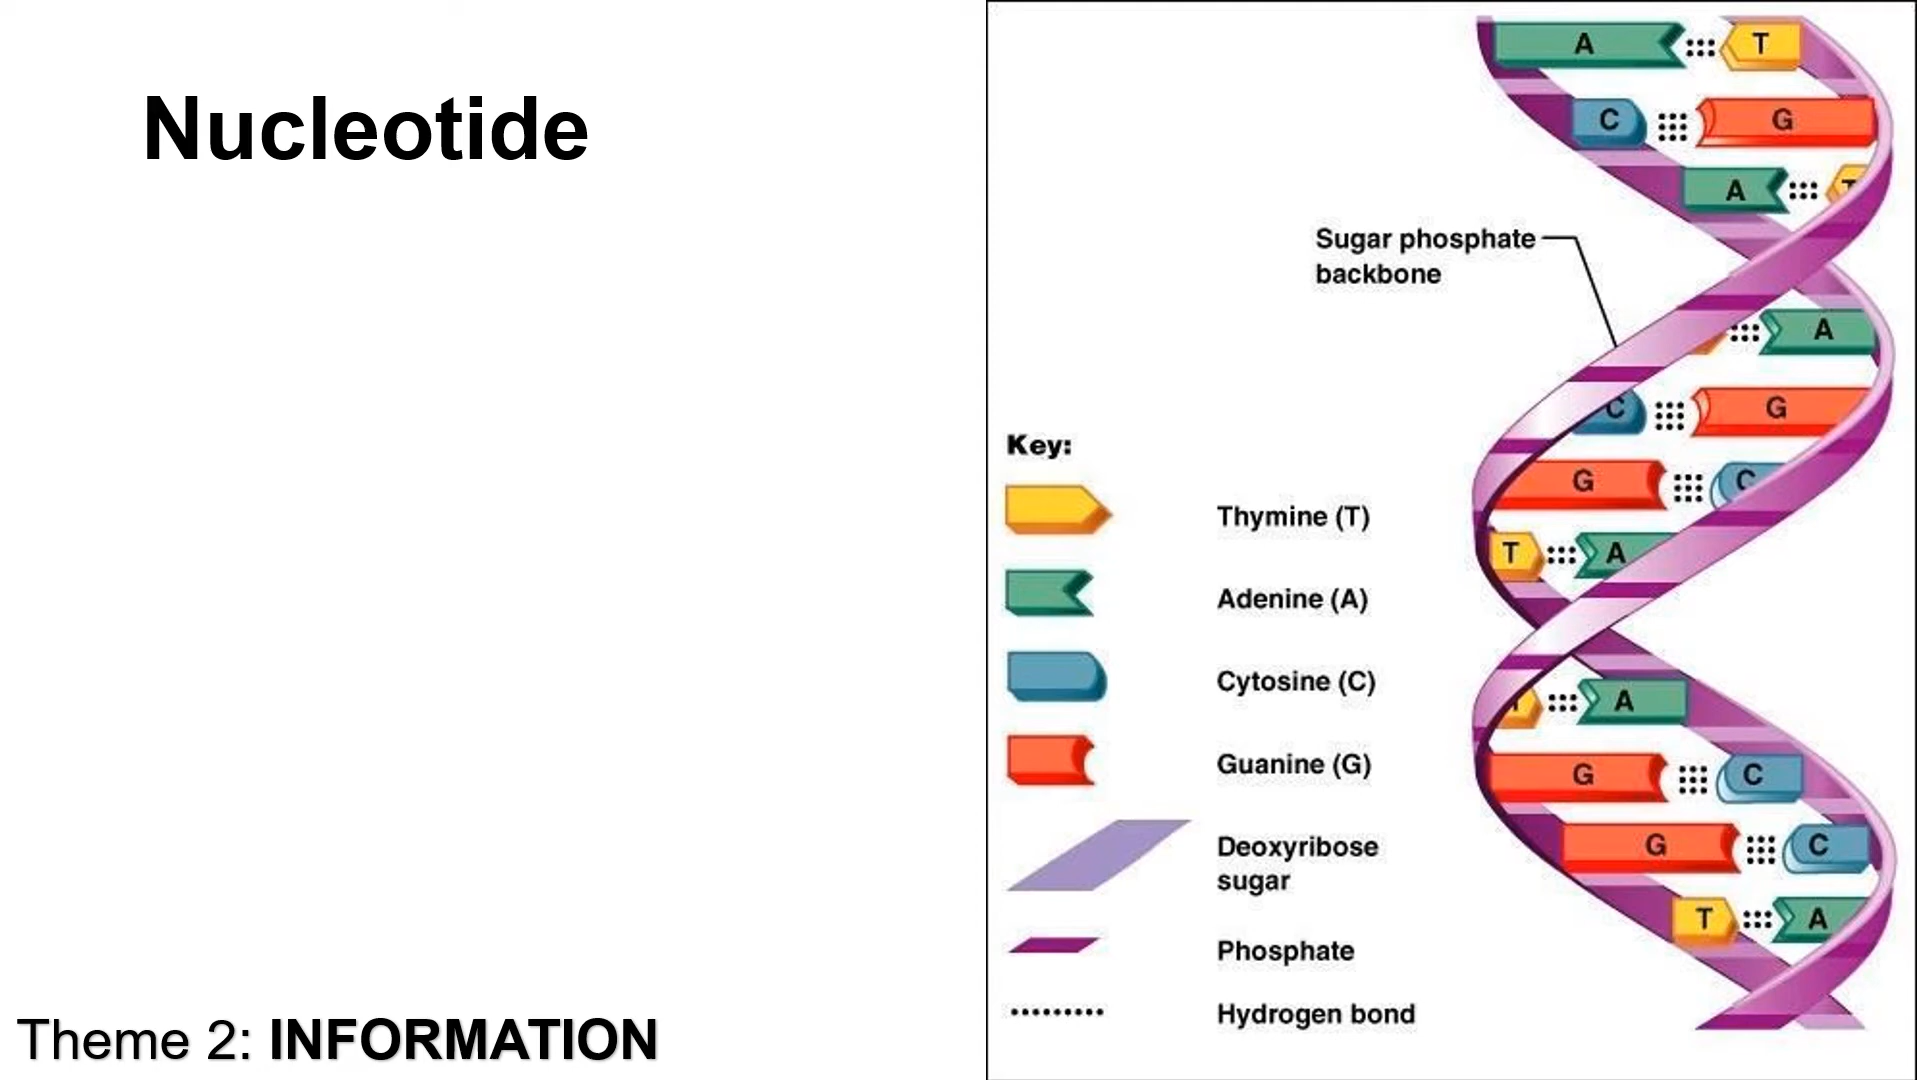 Nucleotide
A T
C G
A T
Sugar phosphate
backbone
A
C G
G C
T A
T A
G C
G C
T A
Key:
Thymine (T)
Adenine (A)
Cytosine (C)
Guanine (G)
Deoxyribose
sugar
Phosphate
Hydrogen bond
Theme 2: INFORMATION